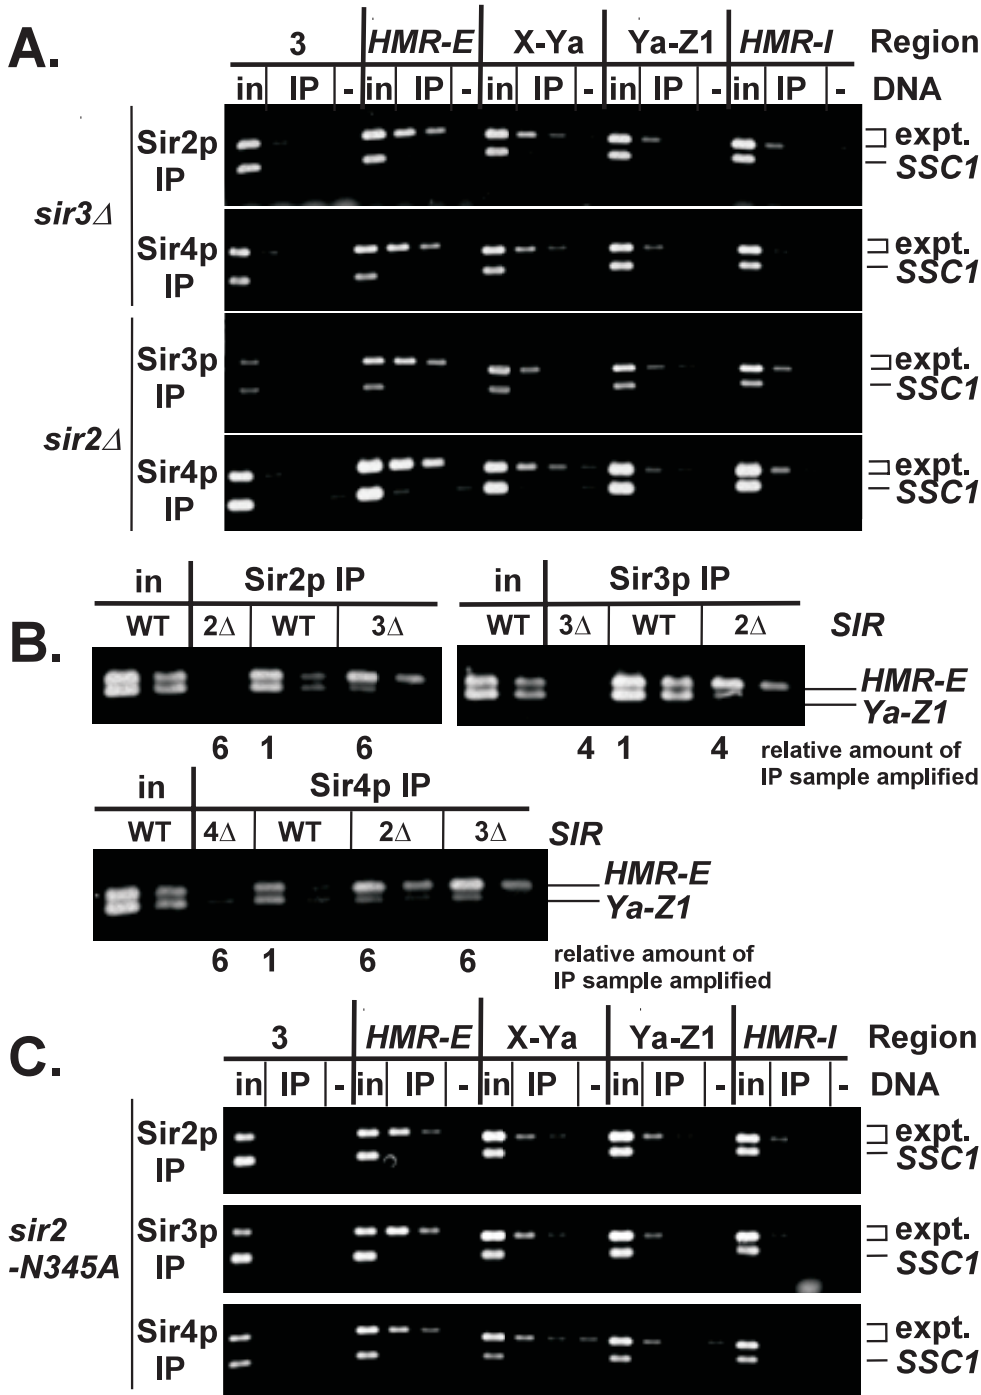 A.
3 HMR-E X-Ya Ya-Z1 HMR-I Region
in IP - in IP - in IP - in IP in IP - DNA
sir3Δ
Sir2p IP
expt.
SSC1
Sir4p IP
expt.
SSC1
sir2Δ
Sir3p IP
expt.
SSC1
Sir4p IP
expt.
SSC1
B.
in Sir2p IP
WT 2Δ WT 3Δ
6 1 6
in Sir3p IP
WT 3Δ WT 2Δ SIR
HMR-E
Ya-Z1
4 1 4 relative amount of
IP sample amplified
in Sir4p IP
WT 4Δ WT 2Δ 3Δ SIR
HMR-E
Ya-Z1
6 1 6 6 relative amount of
IP sample amplified
C.
3 HMR-E X-Ya Ya-Z1 HMR-I Region
in IP - in IP - in IP - in IP - in IP - DNA
sir2
-N345A
Sir2p IP
expt.
SSC1
Sir3p IP
expt.
SSC1
Sir4p IP
expt.
SSC1